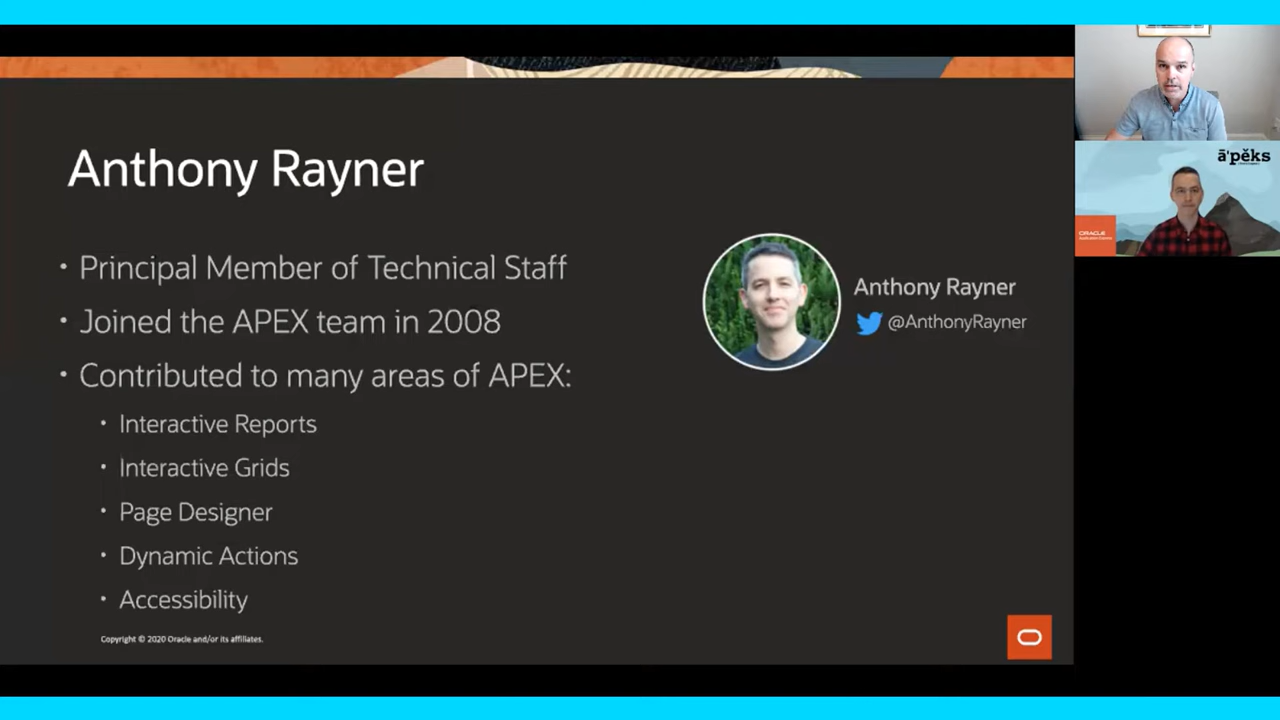 Anthony Rayner
• Principal Member of Technical Staff
• Joined the APEX team in 2008
• Contributed to many areas of APEX:
• Interactive Reports
• Interactive Grids
• Page Designer
• Dynamic Actions
• Accessibility
Copyright © 2020 Oracle and/or its affiliates.
Anthony Rayner
@AnthonyRayner
ā'pěks
ORACLE